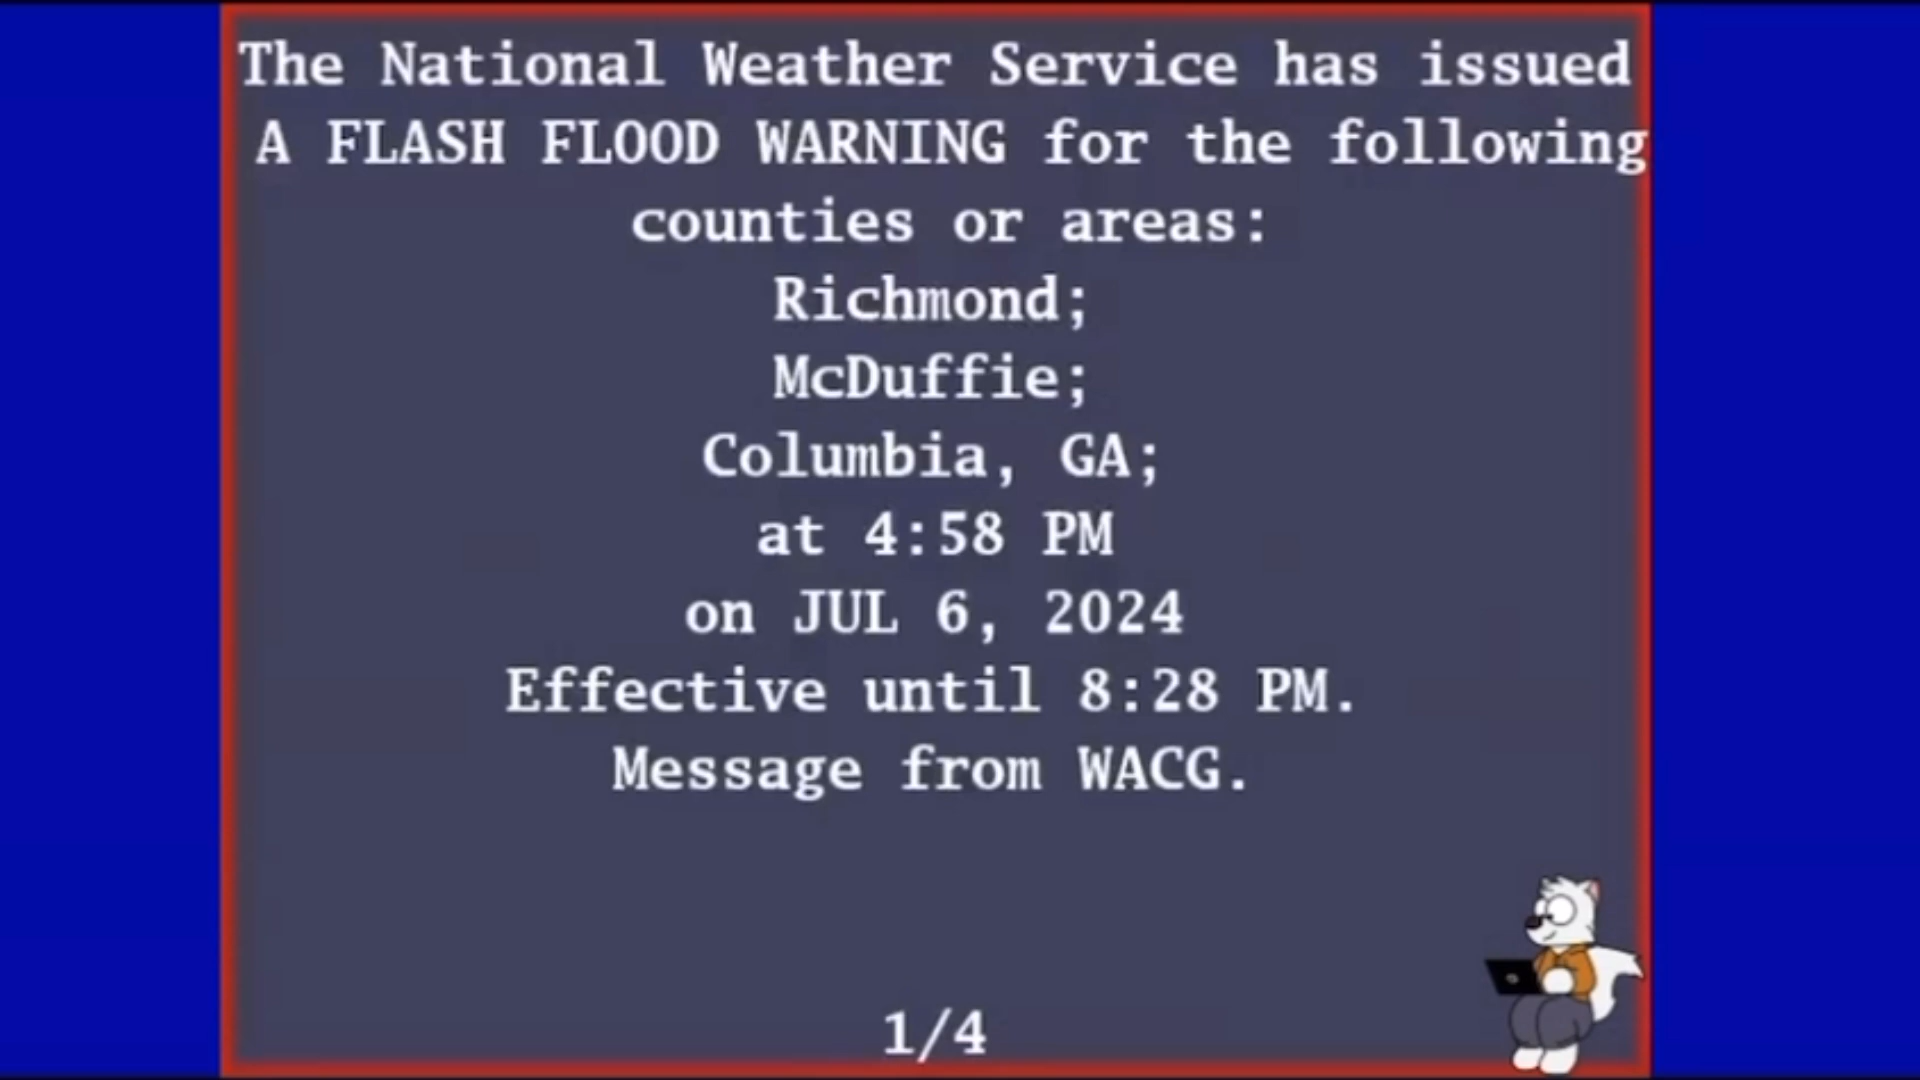 The National Weather Service has issued
A FLASH FLOOD WARNING for the following
counties or areas:
Richmond;
McDuffie;
Columbia, GA;
at 4:58 PM
on JUL 6, 2024
Effective until 8:28 PM.
Message from WACG.
1/4